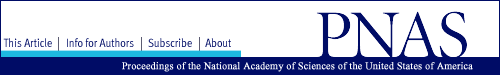 PNAS
This Article | Info for Authors | Subscribe | About
Proceedings of the National Academy of Sciences of the United States of America